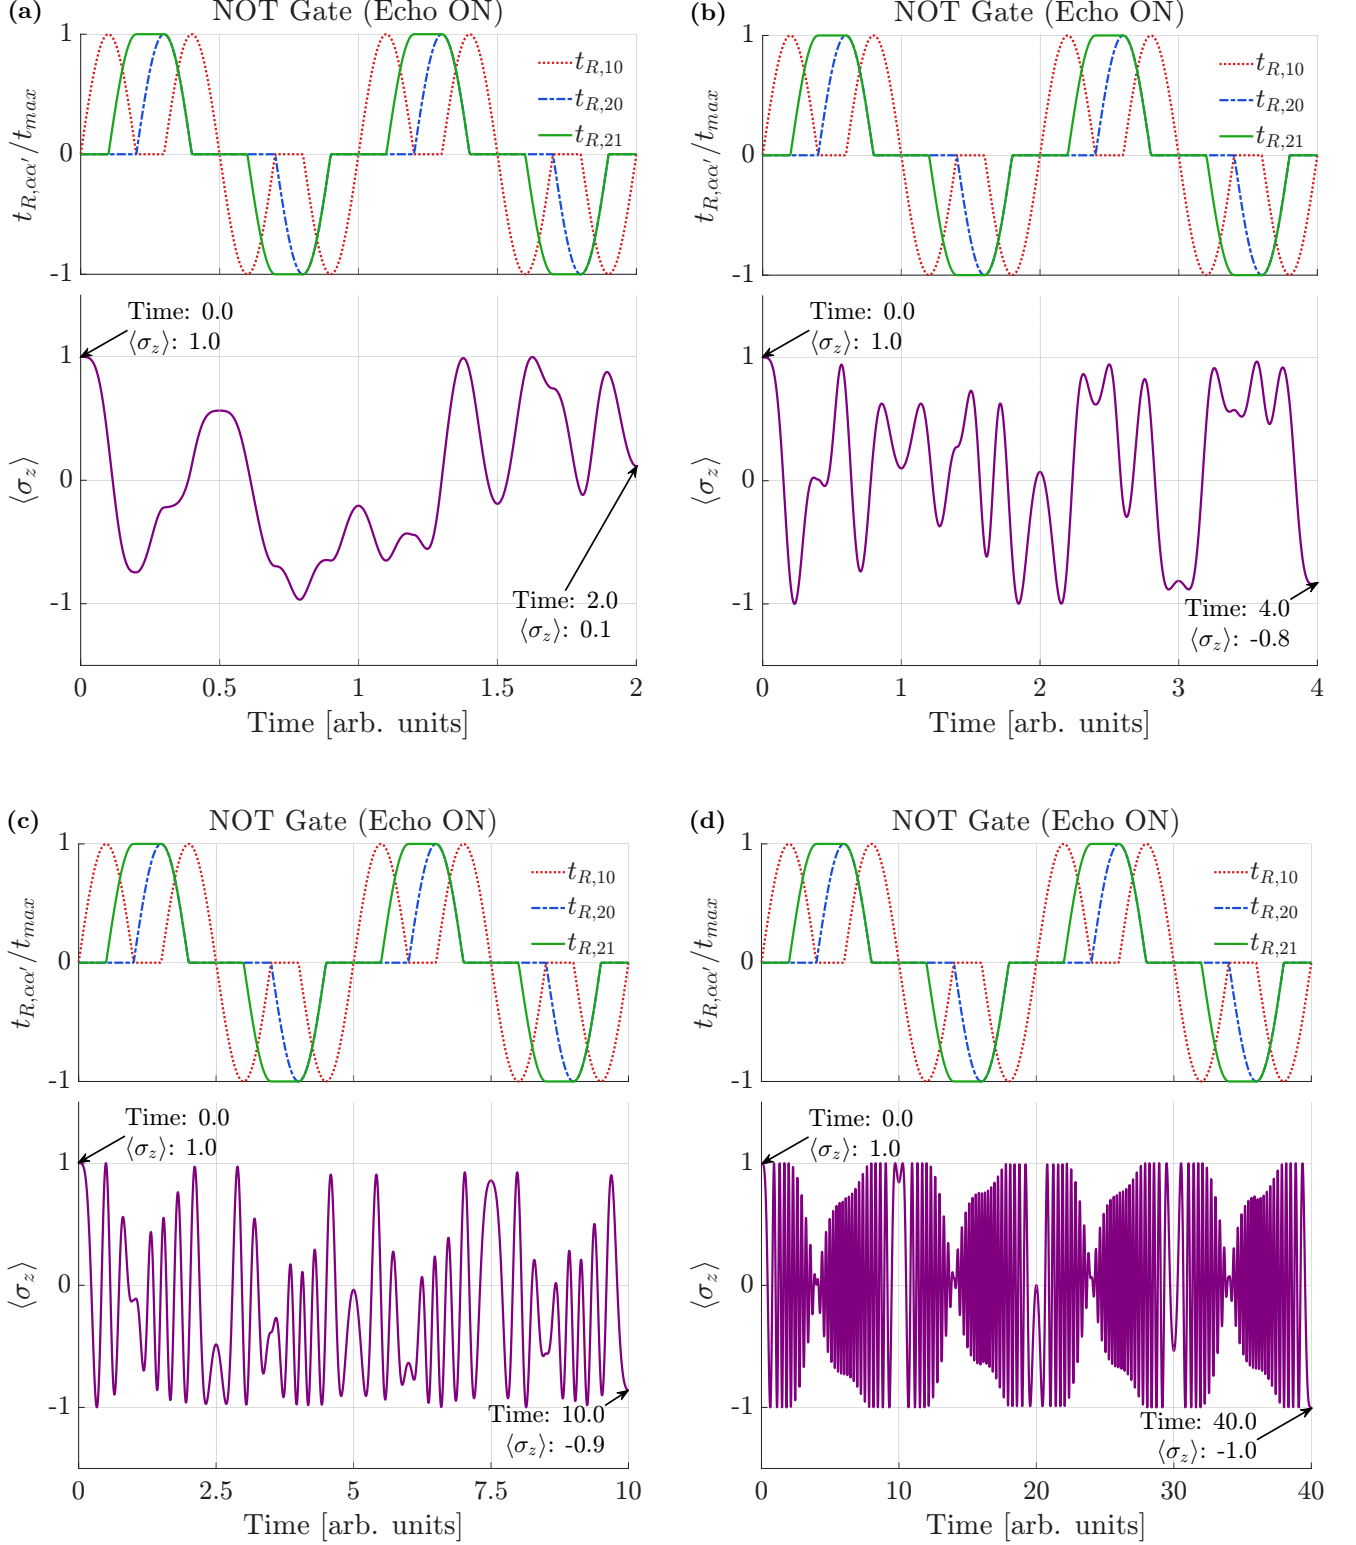 (a)
NOT Gate (Echo ON)
1
0
-1
t_{R,αα′}/t_{max}
t_{R,10}
t_{R,20}
t_{R,21}
Time: 0.0
⟨σ_z⟩: 1.0
1
0
-1
⟨σ_z⟩
Time: 2.0
⟨σ_z⟩: 0.1
0 0.5 1 1.5 2
Time [arb. units]
(b)
NOT Gate (Echo ON)
1
0
-1
t_{R,αα′}/t_{max}
t_{R,10}
t_{R,20}
t_{R,21}
Time: 0.0
⟨σ_z⟩: 1.0
1
0
-1
⟨σ_z⟩
Time: 4.0
⟨σ_z⟩: -0.8
0 1 2 3 4
Time [arb. units]
(c)
NOT Gate (Echo ON)
1
0
-1
t_{R,αα′}/t_{max}
t_{R,10}
t_{R,20}
t_{R,21}
Time: 0.0
⟨σ_z⟩: 1.0
1
0
-1
⟨σ_z⟩
Time: 10.0
⟨σ_z⟩: -0.9
0 2.5 5 7.5 10
Time [arb. units]
(d)
NOT Gate (Echo ON)
1
0
-1
t_{R,αα′}/t_{max}
t_{R,10}
t_{R,20}
t_{R,21}
Time: 0.0
⟨σ_z⟩: 1.0
1
0
-1
⟨σ_z⟩
Time: 40.0
⟨σ_z⟩: -1.0
0 10 20 30 40
Time [arb. units]